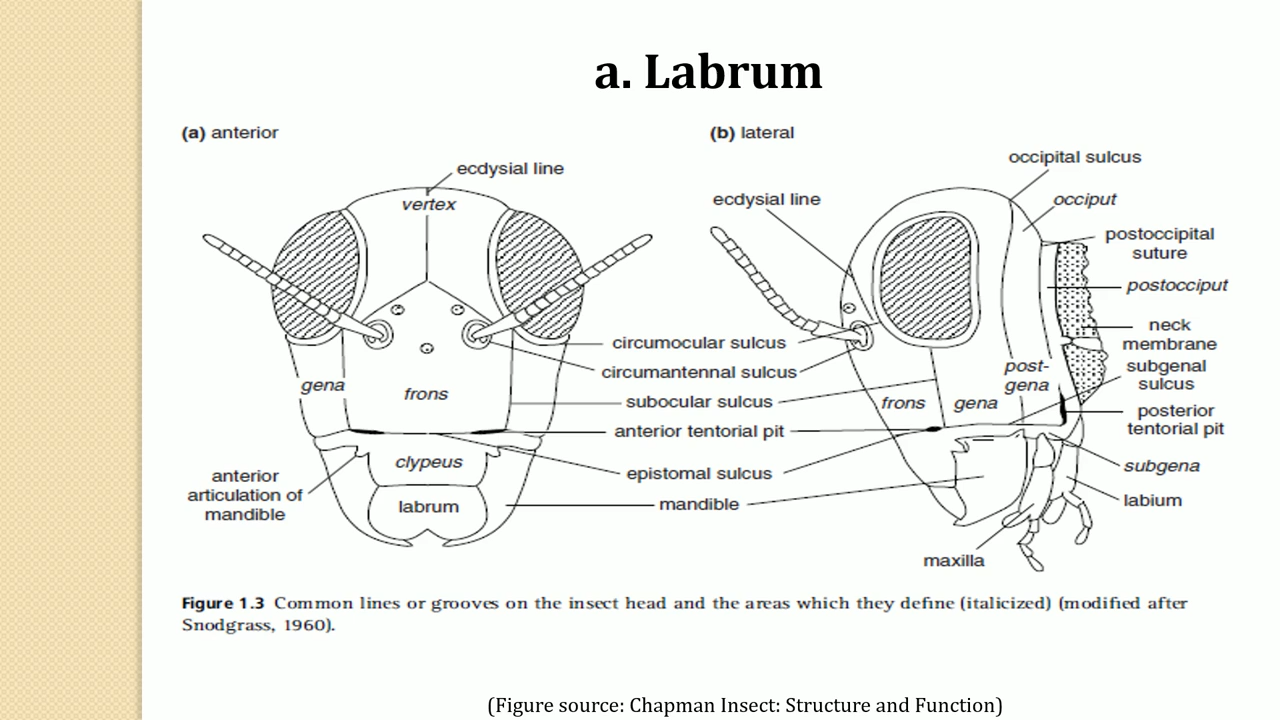 a. Labrum
(a) anterior
(b) lateral
ecdysial line
vertex
gena
frons
clypeus
labrum
anterior
articulation of
mandible
circumocular sulcus
circumantennal sulcus
subocular sulcus
anterior tentorial pit
epistomal sulcus
mandible
ecdysial line
occipital sulcus
occiput
postoccipital
suture
postocciput
neck
membrane
subgenal
sulcus
posterior
tentorial pit
subgena
labium
maxilla
frons
gena
post-
gena
Figure 1.3 Common lines or grooves on the insect head and the areas which they define (italicized) (modified after
Snodgrass, 1960).
(Figure source: Chapman Insect: Structure and Function)